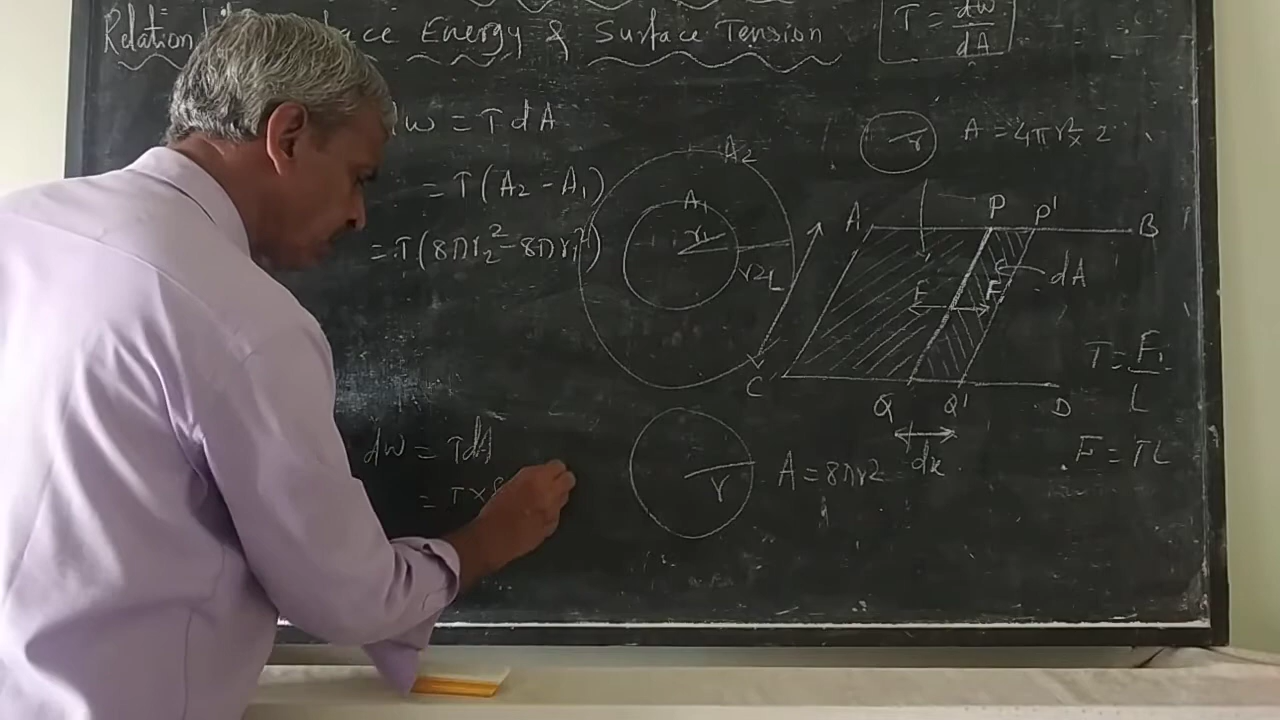 Relation ace Energy & Surface Tension
T = dw/dA
dw = T dA
= T(A₂ - A₁)
= T(8πr₂² - 8πr₁²)
A₂
A₁
r₁
r₂
r
A = 4πr² x 2
L
A
P
P'
B
F
F
dA
C
Q
Q'
D
dx
T = F₁/L
F = TL
dw = TdA
= T x 8
r
A = 8πr2